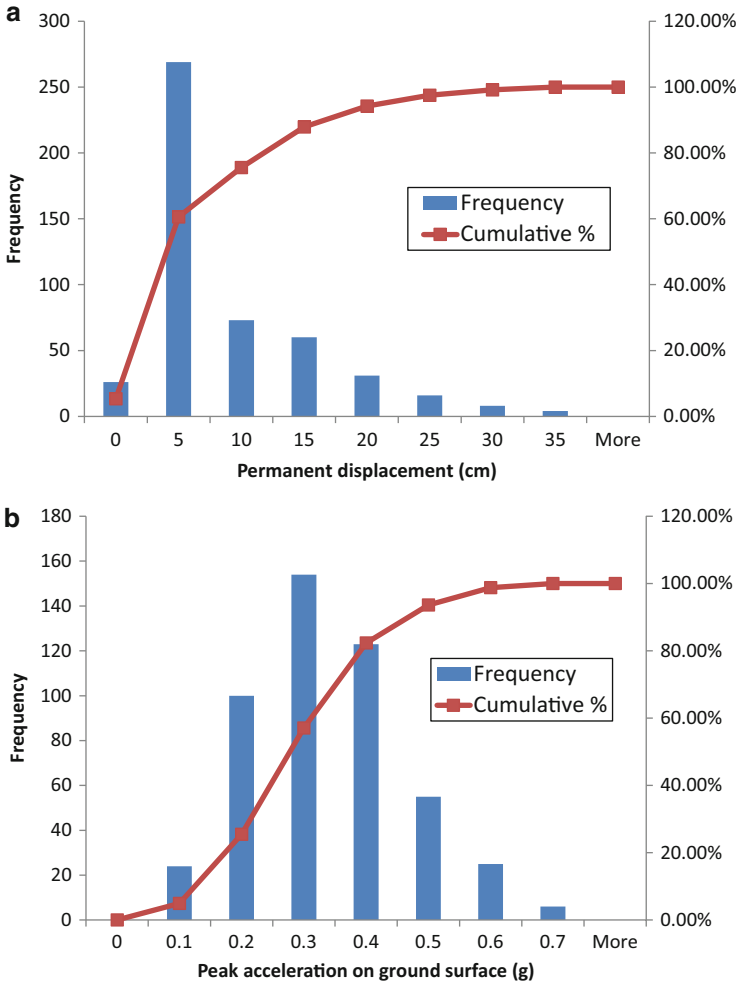 a
300
250
200
150
100
50
0
Frequency
120.00%
100.00%
80.00%
60.00%
40.00%
20.00%
0.00%
Frequency
Cumulative %
0 5 10 15 20 25 30 35 More
Permanent displacement (cm)
b
180
160
140
120
100
80
60
40
20
0
Frequency
120.00%
100.00%
80.00%
60.00%
40.00%
20.00%
0.00%
Frequency
Cumulative %
0 0.1 0.2 0.3 0.4 0.5 0.6 0.7 More
Peak acceleration on ground surface (g)